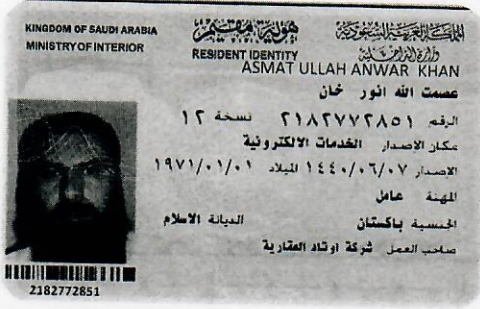 KINGDOM OF SAUDI ARABIA
MINISTRY OF INTERIOR
هوية مقيم
RESIDENT IDENTITY
المملكة العربية السعودية
وزارة الداخلية
ASMAT ULLAH ANWAR KHAN
عصمت الله انور خان
الرقم ٢١٨٢٧٧٢٨٥١ نسخة ١٢
مكان الإصدار الخدمات الالكترونية
الاصدار ١٤٤٠/٠٦/٠٧ الميلاد ١٩٧١/٠١/٠١
المهنة عامل
الجنسية باكستان الديانة الاسلام
صاحب العمل شركة اوتاد العقارية
2182772851